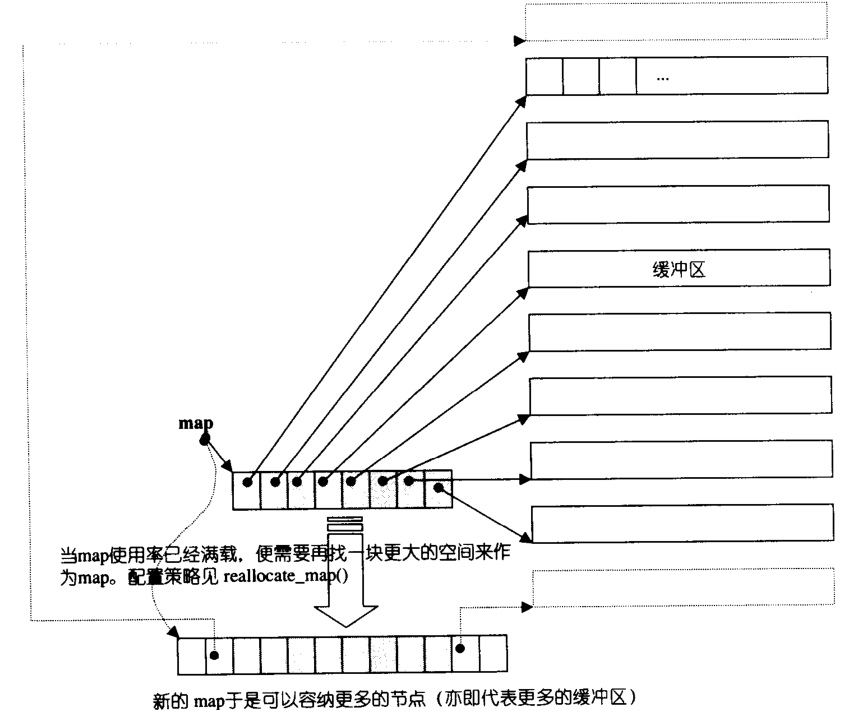 ...
缓冲区
map
当map使用率已经满载，便需要再找一块更大的空间来作
为map。配置策略见 reallocate_map()
新的 map于是可以容纳更多的节点（亦即代表更多的缓冲区）